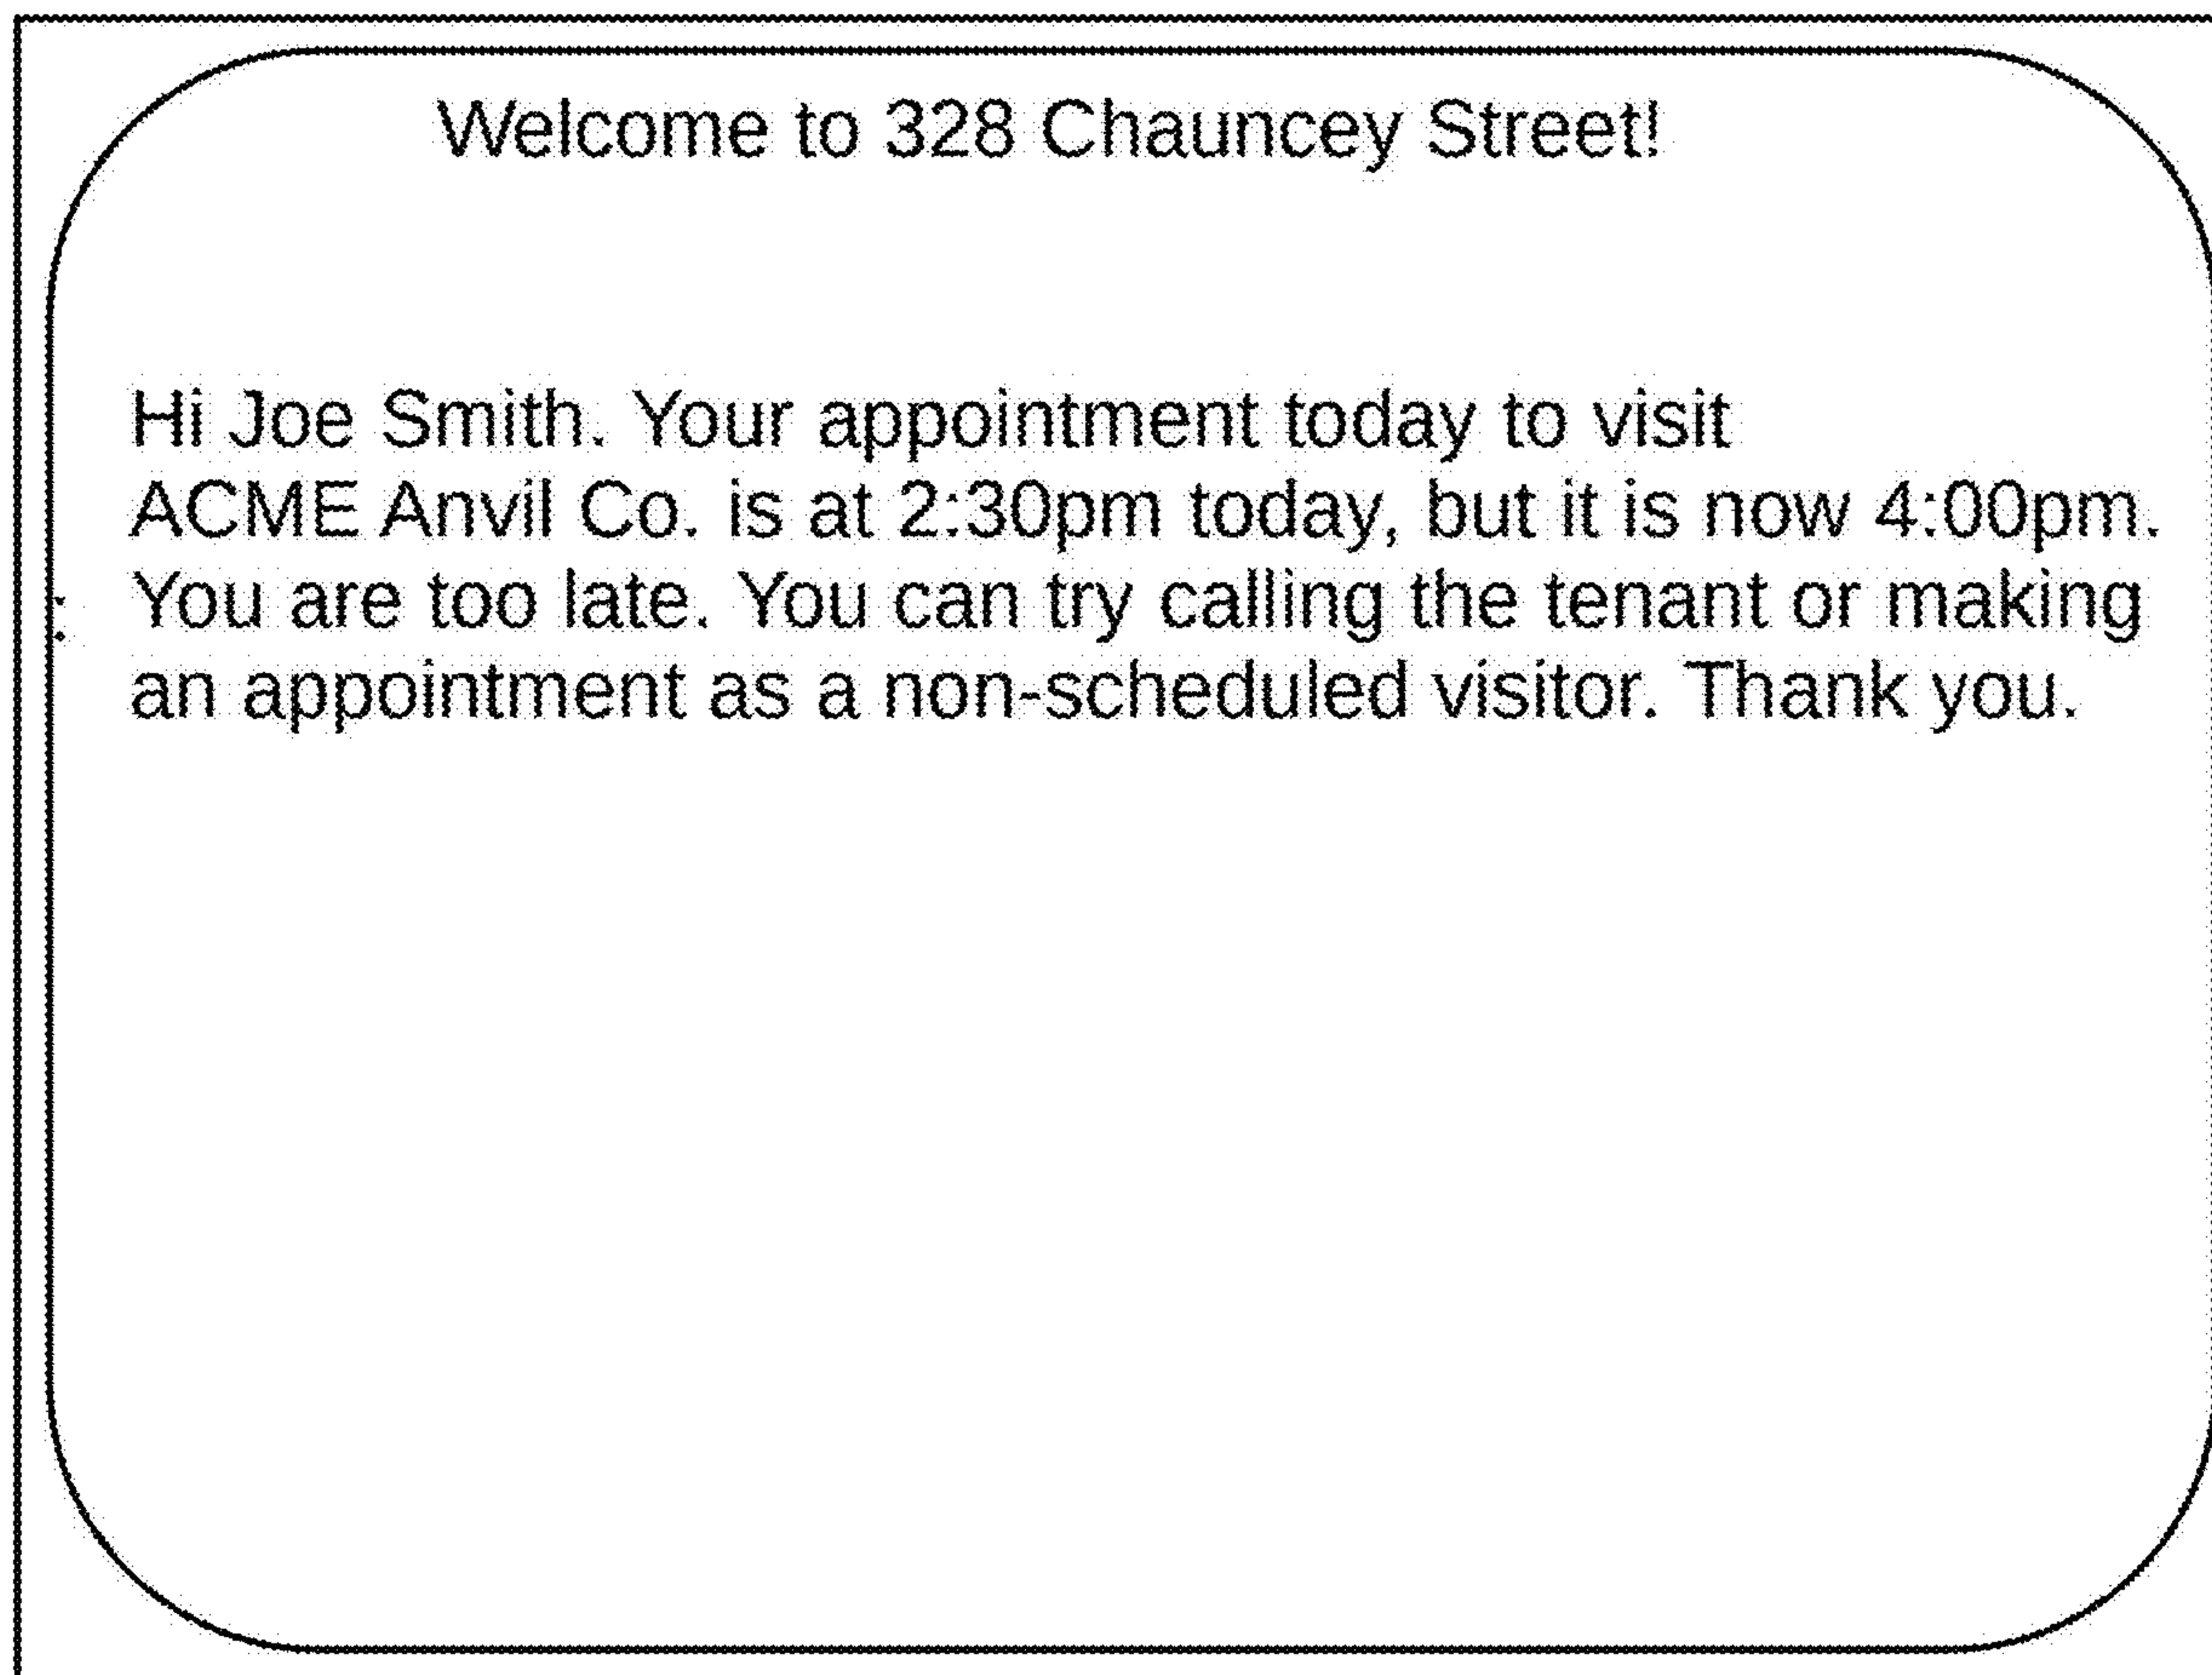 Welcome to 328 Chauncey Street!
Hi Joe Smith. Your appointment today to visit
ACME Anvil Co. is at 2:30pm today, but it is now 4:00pm.
You are too late. You can try calling the tenant or making
an appointment as a non-scheduled visitor. Thank you.